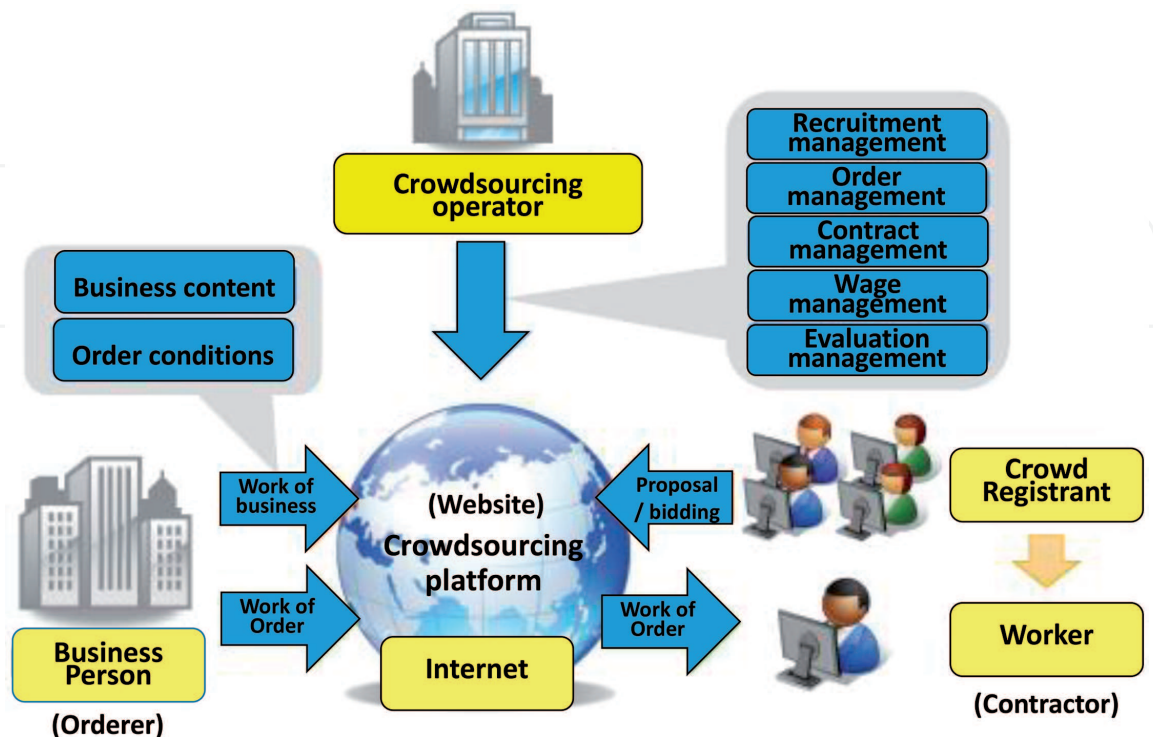 Crowdsourcing
operator
Recruitment
management
Order
management
Contract
management
Wage
management
Evaluation
management
Business content
Order conditions
Work of
business
(Website)
Crowdsourcing
platform
Proposal
/ bidding
Crowd
Registrant
Work of
Order
Internet
Work of
Order
Worker
(Contractor)
Business
Person
(Orderer)